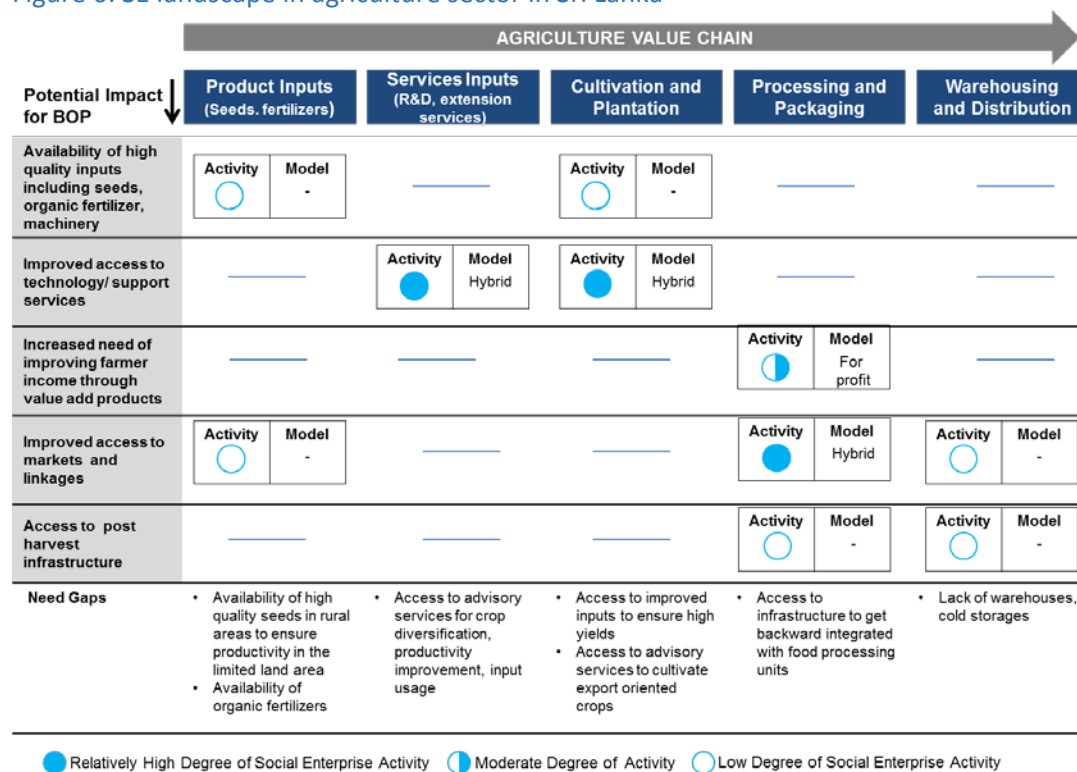 AGRICULTURE VALUE CHAIN
Potential Impact
for BOP
Product Inputs
(Seeds. fertilizers)
Services Inputs
(R&D, extension
services)
Cultivation and
Plantation
Processing and
Packaging
Warehousing
and Distribution
Availability of high
quality inputs
including seeds,
organic fertilizer,
machinery
Activity
Model
-
Activity
Model
-
Improved access to
technology/ support
services
Activity
Model
Hybrid
Activity
Model
Hybrid
Increased need of
improving farmer
income through
value add products
Activity
Model
For
profit
Improved access to
markets and
linkages
Activity
Model
-
Activity
Model
Hybrid
Activity
Model
-
Access to post
harvest
infrastructure
Activity
Model
-
Activity
Model
-
Need Gaps
• Availability of high
quality seeds in rural
areas to ensure
productivity in the
limited land area
• Availability of
organic fertilizers
• Access to advisory
services for crop
diversification,
productivity
improvement, input
usage
• Access to improved
inputs to ensure high
yields
• Access to advisory
services to cultivate
export oriented
crops
• Access to
infrastructure to get
backward integrated
with food processing
units
• Lack of warehouses,
cold storages
Relatively High Degree of Social Enterprise Activity
Moderate Degree of Activity
Low Degree of Social Enterprise Activity